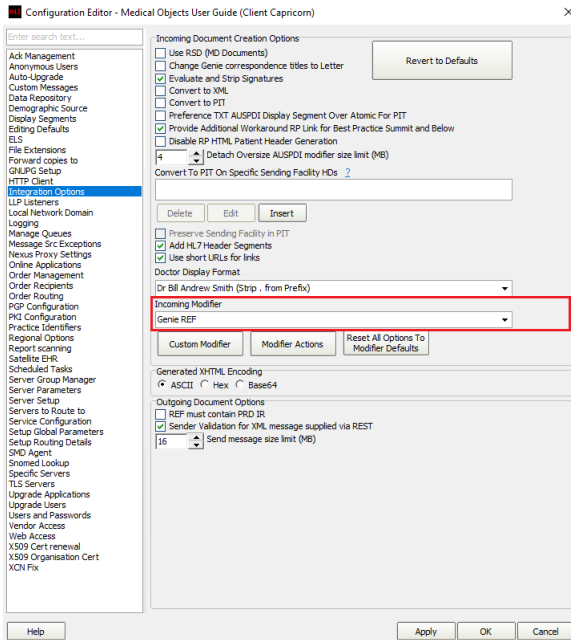 Configuration Editor - Medical Objects User Guide (Client Capricorn)
Enter search text...
Ack Management
Anonymous Users
Auto-Upgrade
Custom Messages
Data Repository
Demographic Source
Display Segments
Editing Defaults
ELS
File Extensions
Forward copies to
GNUPG Setup
HTTP Client
Integration Options
LLP Listeners
Local Network Domain
Logging
Manage Queues
Message Src Exceptions
Nexus Proxy Settings
Online Applications
Order Management
Order Recipients
Order Routing
PGP Configuration
PKI Configuration
Practice Identifiers
Regional Options
Report scanning
Satellite EHR
Scheduled Tasks
Server Group Manager
Server Parameters
Server Setup
Servers to Route to
Service Configuration
Setup Global Parameters
Setup Routing Details
SMD Agent
Snomed Lookup
Specific Servers
TLS Servers
Upgrade Applications
Upgrade Users
Users and Passwords
Vendor Access
Web Access
X509 Cert renewal
X509 Organisation Cert
XCN Fix
Incoming Document Creation Options
Use RSD (MD Documents)
Change Genie correspondence titles to Letter
Revert to Defaults
Evaluate and Strip Signatures
Convert to XML
Convert to PIT
Preference TXT AUSPDI Display Segment Over Atomic For PIT
Provide Additional Workaround RP Link for Best Practice Summit and Below
Disable RP HTML Patient Header Generation
4 Detach Oversize AUSPDI modifier size limit (MB)
Convert To PIT On Specific Sending Facility HDs ?
Delete Edit Insert
Preserve Sending Facility in PIT
Add HL7 Header Segments
Use short URLs for links
Doctor Display Format
Dr Bill Andrew Smith (Strip . from Prefix)
Incoming Modifier
Genie REF
Custom Modifier Modifier Actions Reset All Options To
Modifier Defaults
Generated XHTML Encoding
ASCII Hex Base64
Outgoing Document Options
REF must contain PRD IR
Sender Validation for XML message supplied via REST
16 Send message size limit (MB)
Help Apply OK Cancel